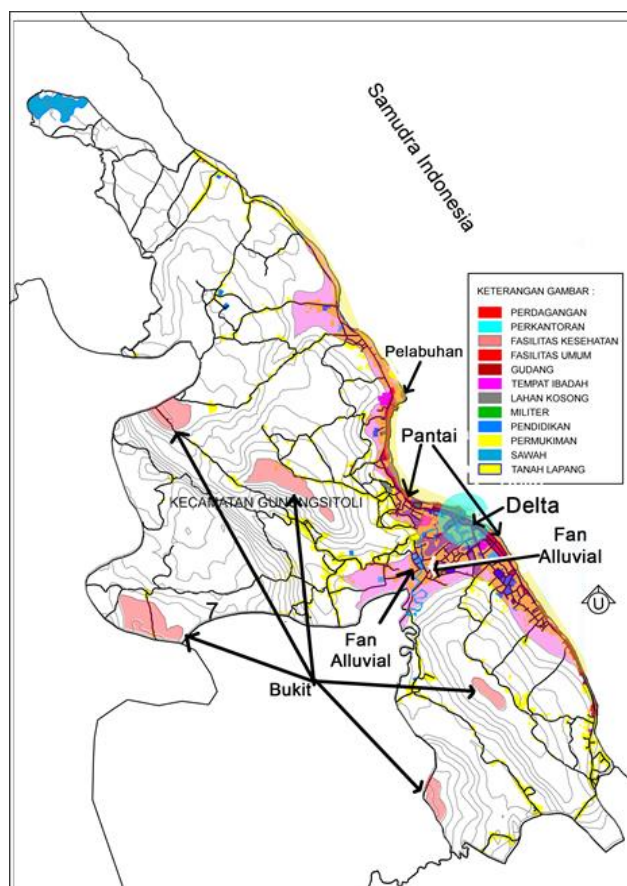 Samudra Indonesia
KETERANGAN GAMBAR :
PERDAGANGAN
PERKANTORAN
FASILITAS KESEHATAN
FASILITAS UMUM
GUDANG
TEMPAT IBADAH
LAHAN KOSONG
MILITER
PENDIDIKAN
PERMUKIMAN
SAWAH
TANAH LAPANG
Pelabuhan
Pantai
Delta
KECAMATAN GUNUNGSITOLI
Fan
Alluvial
U
Fan
Alluvial
Bukit